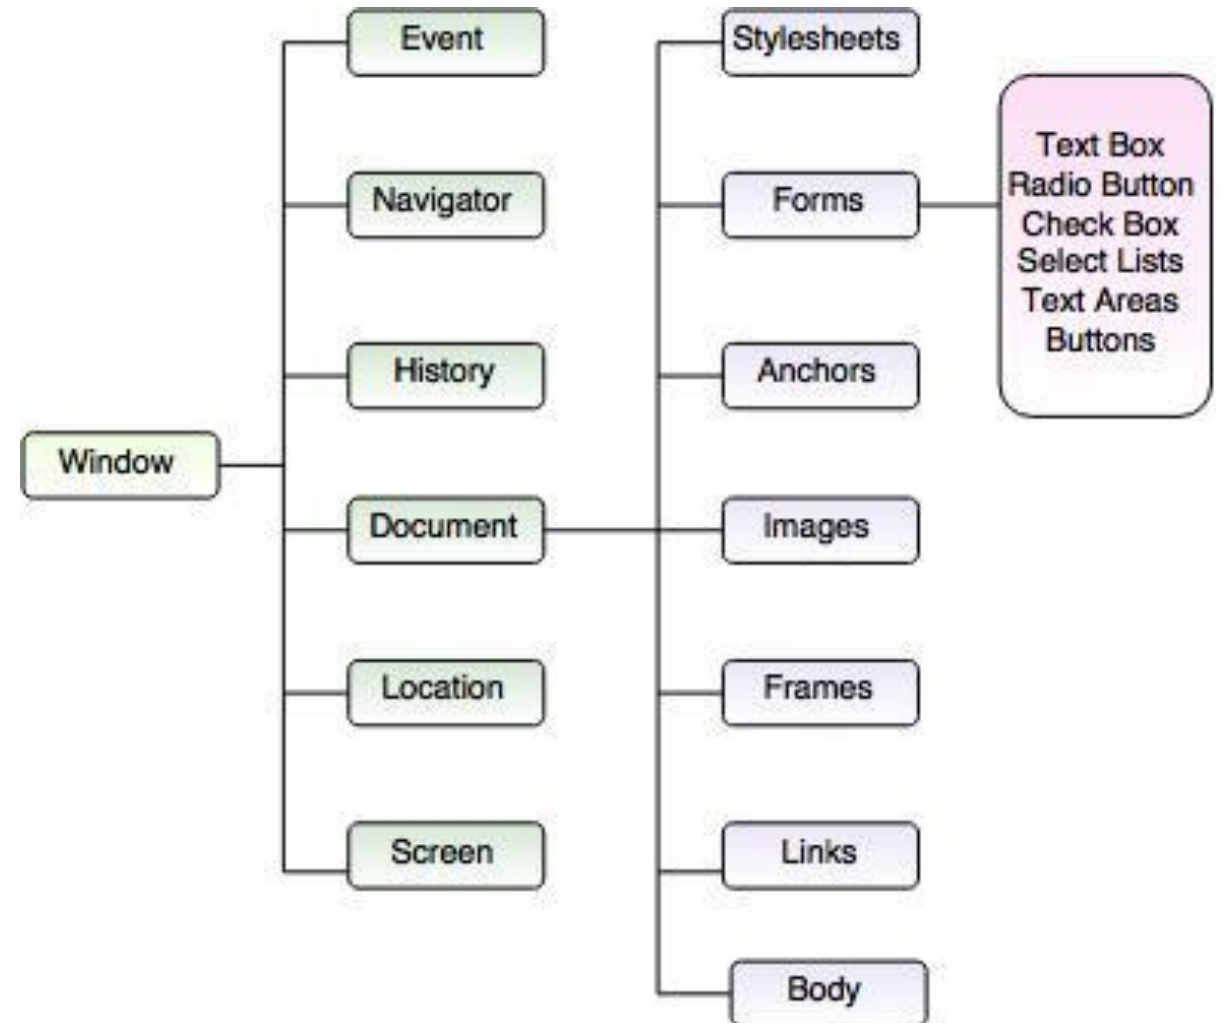 Event
Navigator
History
Window
Document
Location
Screen
Stylesheets
Forms
Anchors
Images
Frames
Links
Body
Text Box
Radio Button
Check Box
Select Lists
Text Areas
Buttons